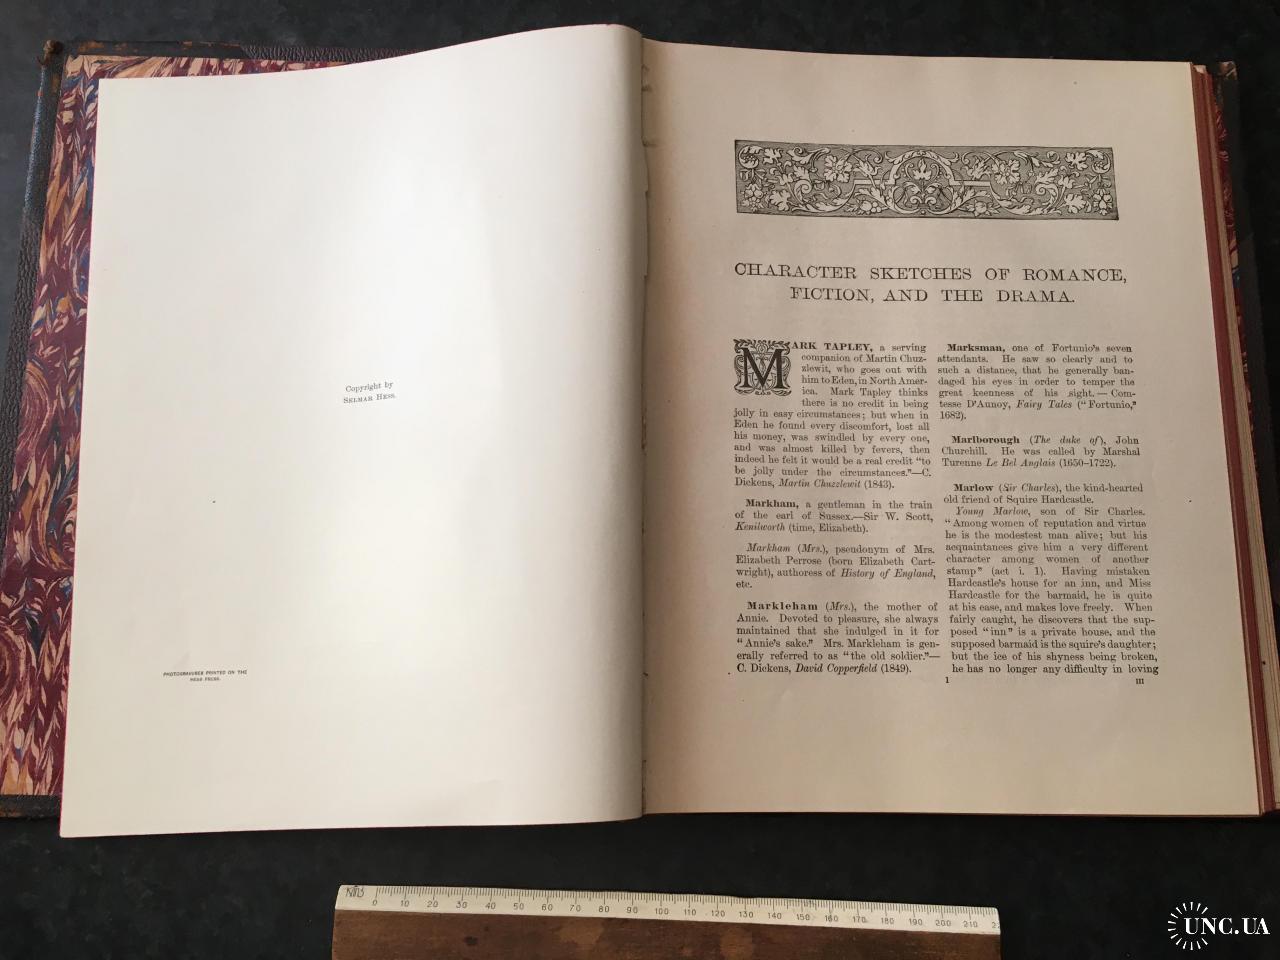 Copyright by
SELMAR HESS.
PHOTOGRAVURES PRINTED ON THE
HESS PRESS.
CHARACTER SKETCHES OF ROMANCE,
FICTION, AND THE DRAMA.
MARK TAPLEY, a serving
companion of Martin Chuz-
zlewit, who goes out with
him to Eden, in North Amer-
ica. Mark Tapley thinks
there is no credit in being
jolly in easy circumstances; but when in
Eden he found every discomfort, lost all
his money, was swindled by every one,
and was almost killed by fevers, then
indeed he felt it would be a real credit "to
be jolly under the circumstances."—C.
Dickens, Martin Chuzzlewit (1843).
Markham, a gentleman in the train
of the earl of Sussex.—Sir W. Scott,
Kenilworth (time, Elizabeth).
Markham (Mrs.), pseudonym of Mrs.
Elizabeth Perrose (born Elizabeth Cart-
wright), authoress of History of England,
etc.
Markleham (Mrs.), the mother of
Annie. Devoted to pleasure, she always
maintained that she indulged in it for
"Annie's sake." Mrs. Markleham is gen-
erally referred to as "the old soldier."—
C. Dickens, David Copperfield (1849).
Marksman, one of Fortunio's seven
attendants. He saw so clearly and to
such a distance, that he generally ban-
daged his eyes in order to temper the
great keenness of his sight.—Com-
tesse D'Aunoy, Fairy Tales ("Fortunio,"
1682).
Marlborough (The duke of), John
Churchill. He was called by Marshal
Turenne Le Bel Anglais (1650-1722).
Marlow (Sir Charles), the kind-hearted
old friend of Squire Hardcastle.
Young Marlow, son of Sir Charles.
"Among women of reputation and virtue
he is the modestest man alive; but his
acquaintances give him a very different
character among women of another
stamp" (act i. 1). Having mistaken
Hardcastle's house for an inn, and Miss
Hardcastle for the barmaid, he is quite
at his ease, and makes love freely. When
fairly caught, he discovers that the sup-
posed "inn" is a private house, and the
supposed barmaid is the squire's daughter;
but the ice of his shyness being broken,
he has no longer any difficulty in loving
1 III
0 10 20 30 40 50 60 70 80 90 100 110 120 130 140 150 160 170 180 190 200 210
UNC.UA